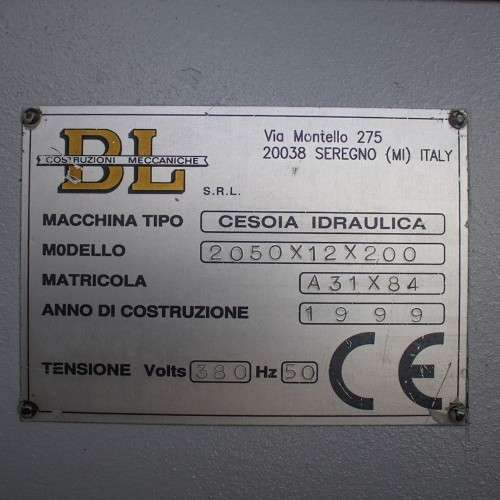 BL
COSTRUZIONI MECCANICHE
S.R.L.
Via Montello 275
20038 SEREGNO (MI) ITALY
MACCHINA TIPO CESOIA IDRAULICA
MODELLO 2050X12X200
MATRICOLA A31X84
ANNO DI COSTRUZIONE 1999
TENSIONE Volts 380 Hz 50
CE